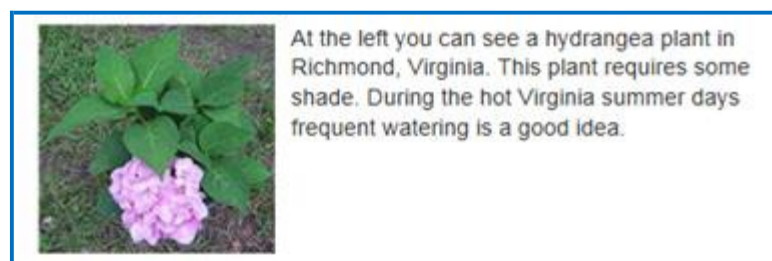 At the left you can see a hydrangea plant in
Richmond, Virginia. This plant requires some
shade. During the hot Virginia summer days
frequent watering is a good idea.